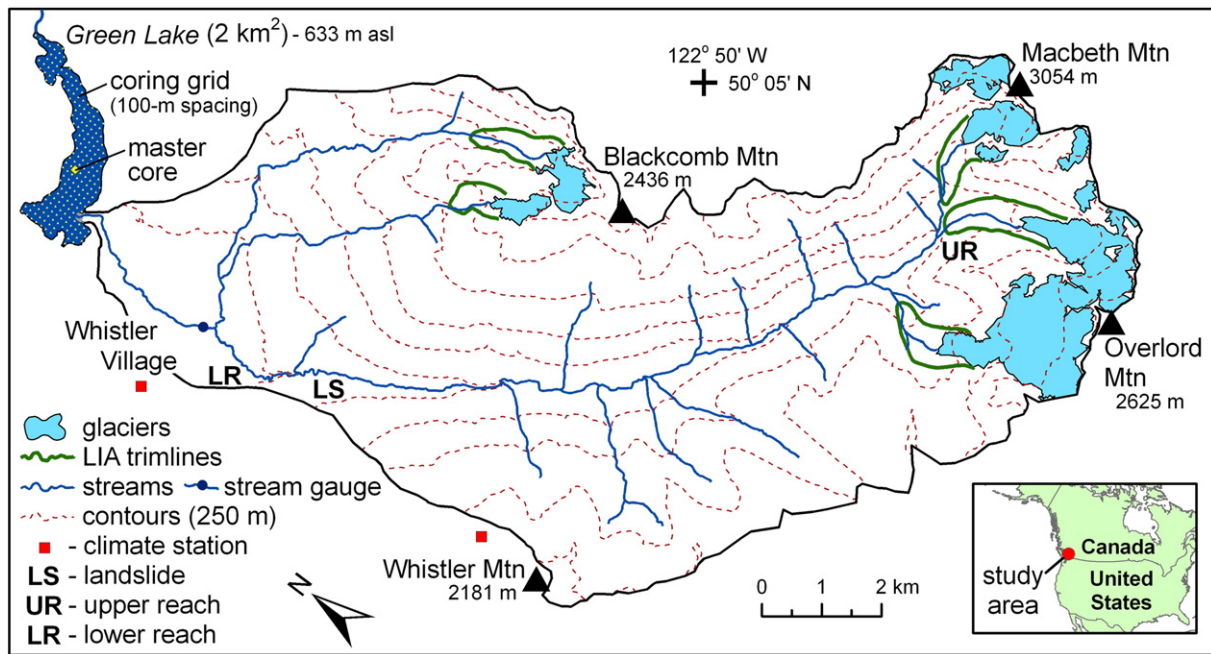 Green Lake (2 km²) - 633 m asl
coring grid
(100-m spacing)
master
core
122° 50' W
50° 05' N
Macbeth Mtn
3054 m
Blackcomb Mtn
2436 m
UR
Overlord
Mtn
2625 m
Whistler
Village
LR
LS
glaciers
LIA trimlines
streams
stream gauge
contours (250 m)
- climate station
LS - landslide
UR - upper reach
LR - lower reach
N
Whistler Mtn
2181 m
0 1 2 km
Canada
United
States
study
area